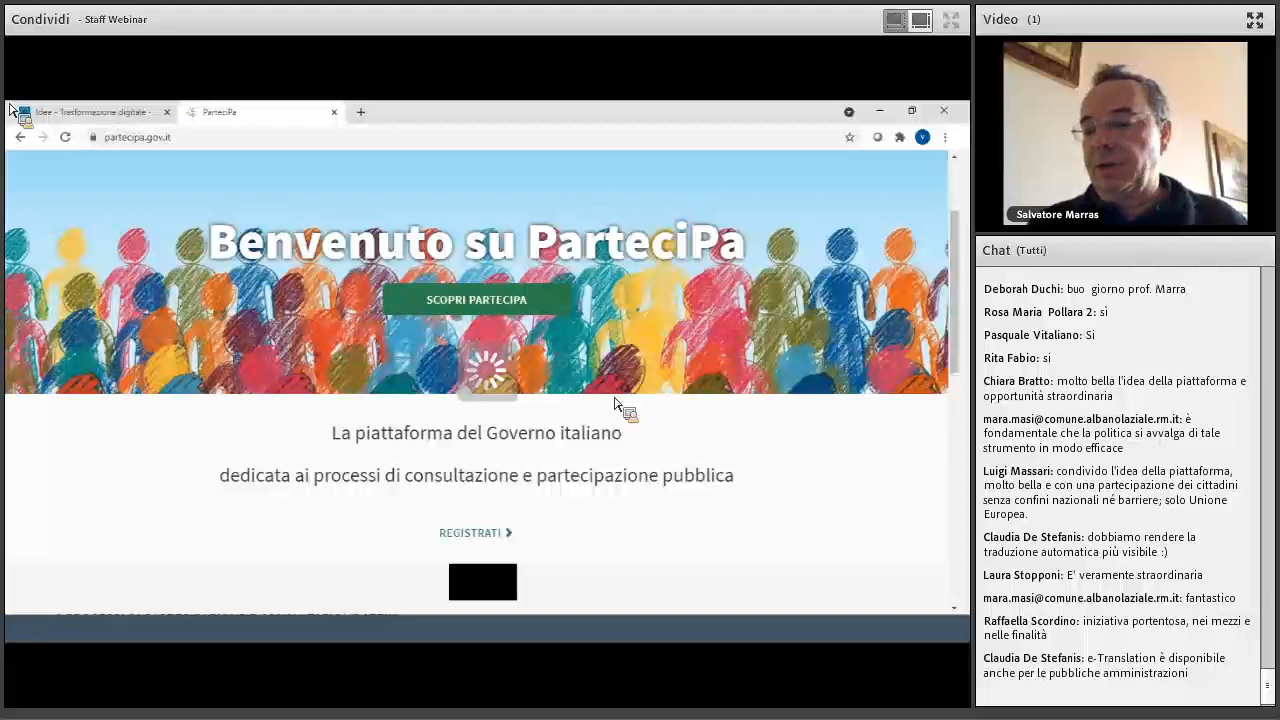 Condividi - Staff Webinar
Idee - Trasformazione digitale -
ParteciPa
partecipa.gov.it
Benvenuto su ParteciPa
SCOPRI PARTECIPA
La piattaforma del Governo italiano
dedicata ai processi di consultazione e partecipazione pubblica
REGISTRATI
Video (1)
Salvatore Marras
Chat (Tutti)
Deborah Duchi: buo giorno prof. Marra
Rosa Maria Pollara 2: sì
Pasquale Vitaliano: Sì
Rita Fabio: si
Chiara Bratto: molto bella l'idea della piattaforma e
opportunità straordinaria
mara.masi@comune.albanolaziale.rm.it: è
fondamentale che la politica si avvalga di tale
strumento in modo efficace
Luigi Massari: condivido l'idea della piattaforma,
molto bella e con una partecipazione dei cittadini
senza confini nazionali né barriere; solo Unione
Europea.
Claudia De Stefanis: dobbiamo rendere la
traduzione automatica più visibile :)
Laura Stopponi: E' veramente straordinaria
mara.masi@comune.albanolaziale.rm.it: fantastico
Raffaella Scordino: iniziativa portentosa, nei mezzi e
nelle finalità
Claudia De Stefanis: e-Translation è disponibile
anche per le pubbliche amministrazioni